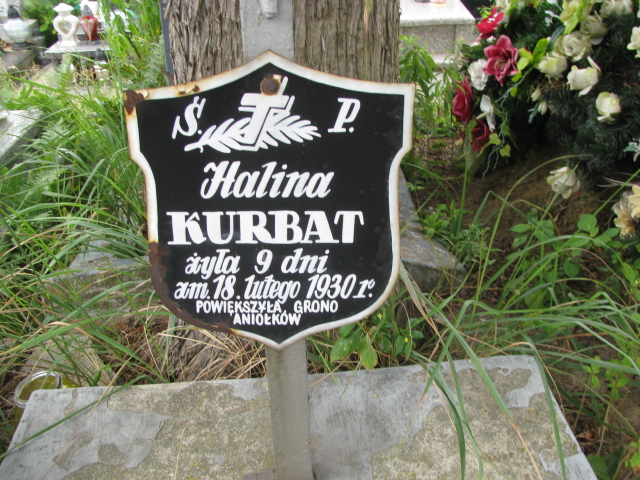 Ś. P.
Halina
KURBAT
żyła 9 dni
zm. 18. lutego 1930 r.
POWIĘKSZYŁA GRONO
ANIOŁKÓW